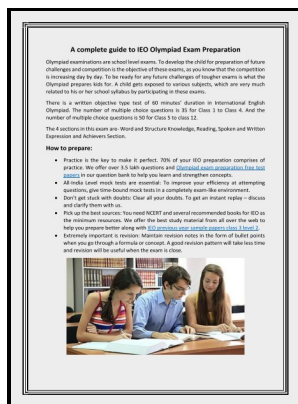 A complete guide to IEO Olympiad Exam Preparation
Olympiad examinations are school level exams. To develop the child for preparation of future
challenges and competition is the objective of these exams, as you know that the competition
is increasing day by day. To be ready for any future challenges of tougher exams is what the
Olympiad prepares kids for. A child gets exposed to various subjects, which are very much
related to his or her school syllabus by participating in these exams.
There is a written objective type test of 60 minutes' duration in International English
Olympiad. The number of multiple choice questions is 35 for Class 1 to Class 4. And the
number of multiple choice questions is 50 for Class 5 to class 12.
The 4 sections in this exam are- Word and Structure Knowledge, Reading, Spoken and Written
Expression and Achievers Section.
How to prepare:
• Practice is the key to make it perfect. 70% of your IEO preparation comprises of
practice. We offer over 3.5 lakh questions and Olympiad exam preparation free test
papers in our question bank to help you learn and strengthen concepts.
• All-India Level mock tests are essential: To improve your efficiency at attempting
questions, give time-bound mock tests in a completely exam-like environment.
• Don't get stuck with doubts: Clear all your doubts. To get an instant replay – discuss
and clarify them with us.
• Pick up the best sources: You need NCERT and several recommended books for IEO as
the minimum resources. We offer the best study material from all over the web to
help you prepare better along with IEO previous year sample papers class 3 level 2.
• Extremely important is revision: Maintain revision notes in the form of bullet points
when you go through a formula or concept. A good revision pattern will take less time
and revision will be useful when the exam is close.